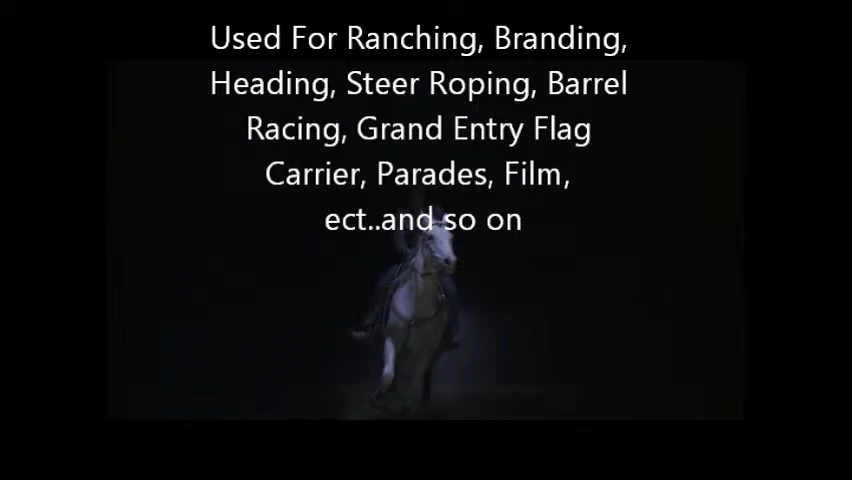 Used For Ranching, Branding,
Heading, Steer Roping, Barrel
Racing, Grand Entry Flag
Carrier, Parades, Film,
ect..and so on